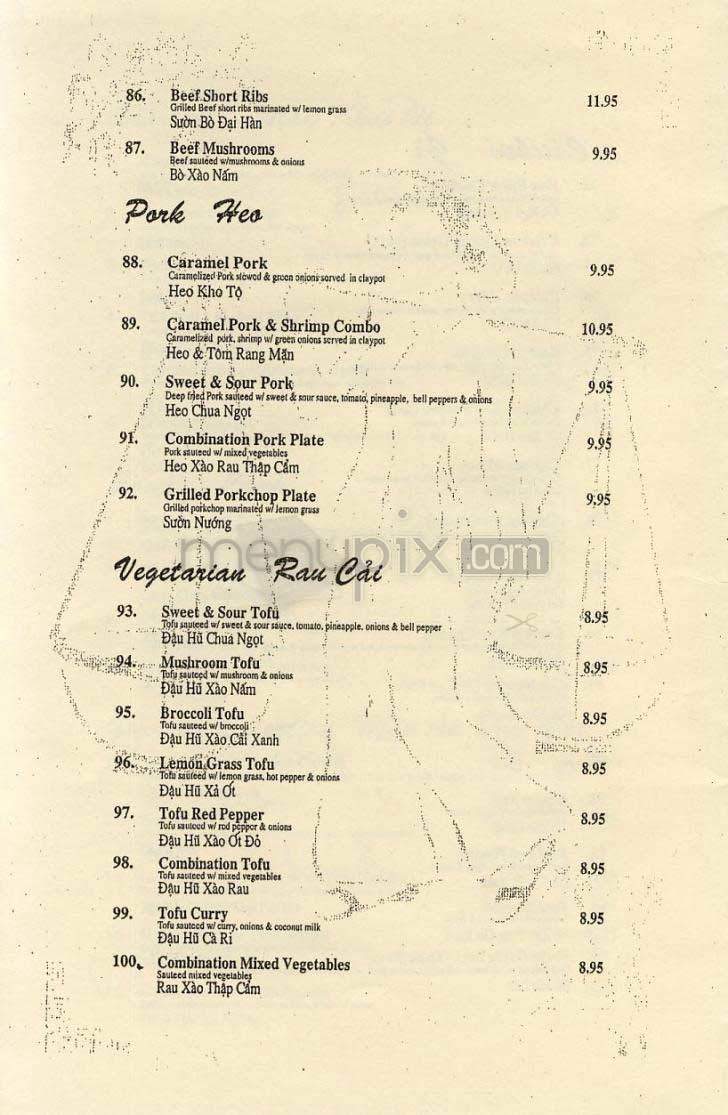 86. Beef Short Ribs 11.95
Grilled Beef short ribs marinated w/ lemon grass
Sườn Bò Đại Hàn
87. Beef Mushrooms 9.95
Beef sauteed w/mushrooms & onions
Bò Xào Nấm
Pork Heo
88. Caramel Pork 9.95
Caramelized Pork stewed & green onions served in claypot
Heo Kho Tộ
89. Caramel Pork & Shrimp Combo 10.95
Caramelized pork, shrimp w/ green onions served in claypot
Heo & Tôm Rang Mặn
90. Sweet & Sour Pork 9.95
Deep fried Pork sauteed w/ sweet & sour sauce, tomato, pineapple, bell peppers & onions
Heo Chua Ngọt
91. Combination Pork Plate 9.95
Pork sauteed w/ mixed vegetables
Heo Xào Rau Thập Cẩm
92. Grilled Porkchop Plate 9.95
Grilled porkchop marinated w/ lemon grass
Sườn Nướng
menupix.com
Vegetarian Rau Cải
93. Sweet & Sour Tofu 8.95
Tofu sauteed w/ sweet & sour sauce, tomato, pineapple, onions & bell pepper
Đậu Hũ Chua Ngọt
94. Mushroom Tofu 8.95
Tofu sauteed w/ mushroom & onions
Đậu Hũ Xào Nấm
95. Broccoli Tofu 8.95
Tofu sauteed w/ broccoli
Đậu Hũ Xào Cải Xanh
96. Lemon Grass Tofu 8.95
Tofu sauteed w/ lemon grass, hot pepper & onions
Đậu Hũ Xả Ớt
97. Tofu Red Pepper 8.95
Tofu sauteed w/ red pepper & onions
Đậu Hũ Xào Ớt Đỏ
98. Combination Tofu 8.95
Tofu sauteed w/ mixed vegetables
Đậu Hũ Xào Rau
99. Tofu Curry 8.95
Tofu sauteed w/ curry, onions & coconut milk
Đậu Hũ Cà Ri
100. Combination Mixed Vegetables 8.95
Sauteed mixed vegetables
Rau Xào Thập Cẩm